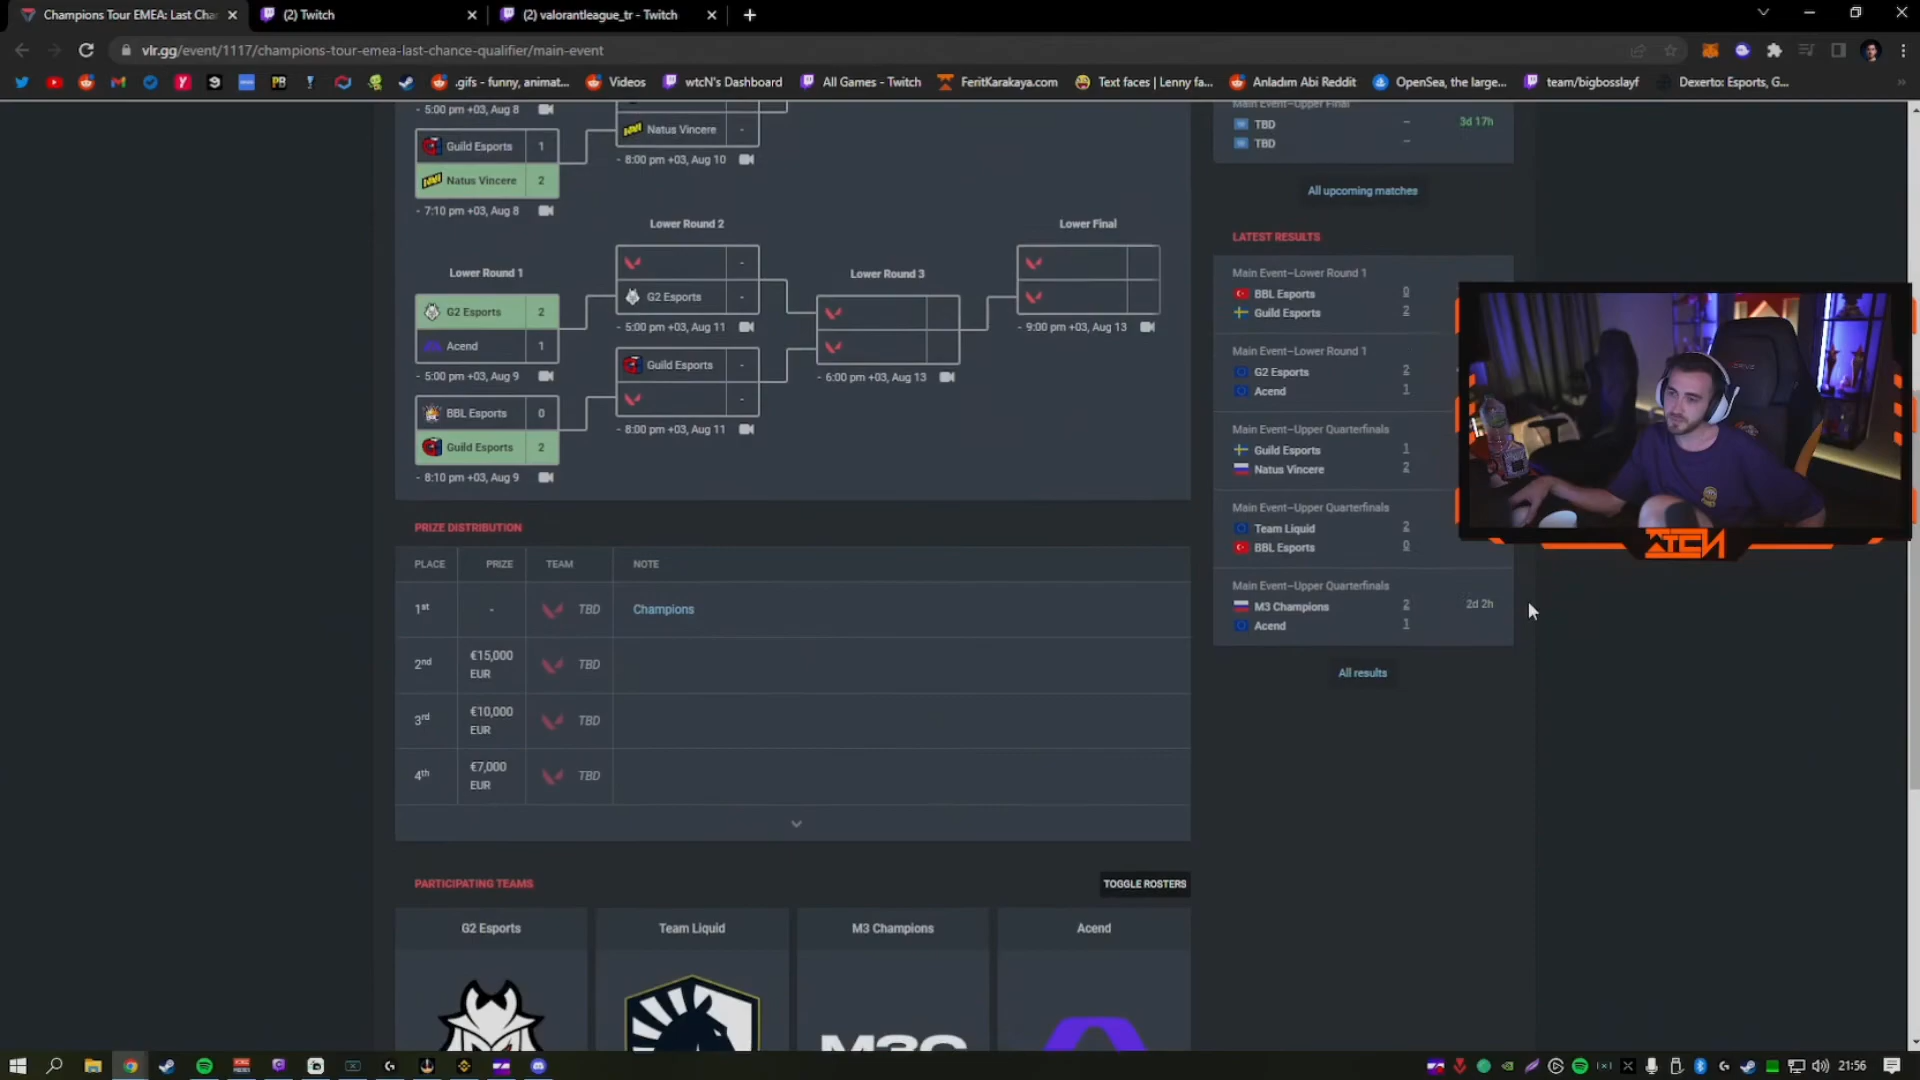 Champions Tour EMEA: Last Cha
(2) Twitch
(2) valorantleague_tr - Twitch
vlr.gg/event/1117/champions-tour-emea-last-chance-qualifier/main-event
.gifs - funny, animat...
Videos
wtcN's Dashboard
All Games - Twitch
FeritKarakaya.com
Text faces | Lenny fa...
Anladım Abi Reddit
OpenSea, the large...
team/bigbosslayf
Dexerto: Esports, G...
- 5:00 pm +03, Aug 8
Guild Esports 1
Natus Vincere 2
- 7:10 pm +03, Aug 8
Natus Vincere -
- 8:00 pm +03, Aug 10
Lower Round 1
G2 Esports 2
Acend 1
- 5:00 pm +03, Aug 9
BBL Esports 0
Guild Esports 2
- 8:10 pm +03, Aug 9
Lower Round 2
-
G2 Esports -
- 5:00 pm +03, Aug 11
Guild Esports -
-
- 8:00 pm +03, Aug 11
Lower Round 3
- 6:00 pm +03, Aug 13
Lower Final
- 9:00 pm +03, Aug 13
PRIZE DISTRIBUTION
PLACE PRIZE TEAM NOTE
1st - TBD Champions
2nd €15,000 EUR TBD
3rd €10,000 EUR TBD
4th €7,000 EUR TBD
PARTICIPATING TEAMS
TOGGLE ROSTERS
G2 Esports
Team Liquid
M3 Champions
Acend
M3C
Main Event–Upper Final
TBD –
TBD –
3d 17h
All upcoming matches
LATEST RESULTS
Main Event–Lower Round 1
BBL Esports 0
Guild Esports 2
Main Event–Lower Round 1
G2 Esports 2
Acend 1
Main Event–Upper Quarterfinals
Guild Esports 1
Natus Vincere 2
Main Event–Upper Quarterfinals
Team Liquid 2
BBL Esports 0
Main Event–Upper Quarterfinals
M3 Champions 2
Acend 1
2d 2h
All results
WTCN
21:56